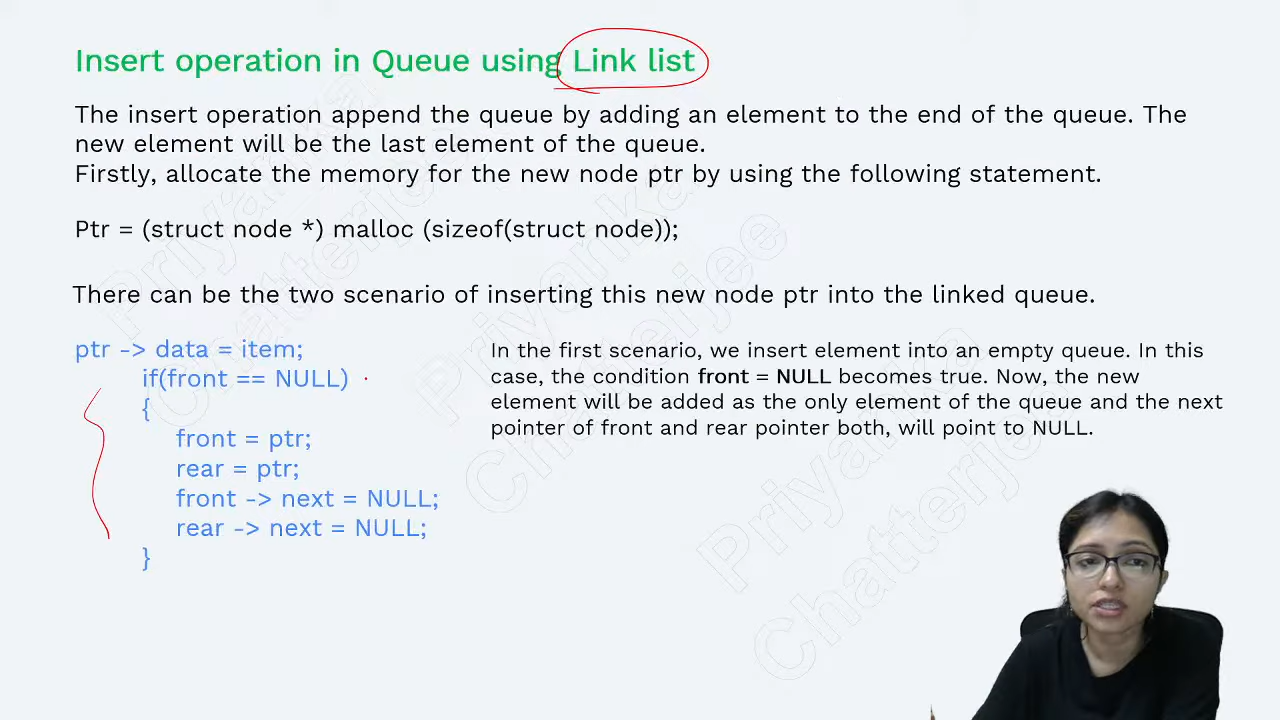 Insert operation in Queue using Link list
The insert operation append the queue by adding an element to the end of the queue. The
new element will be the last element of the queue.
Firstly, allocate the memory for the new node ptr by using the following statement.
Ptr = (struct node *) malloc (sizeof(struct node));
There can be the two scenario of inserting this new node ptr into the linked queue.
ptr -> data = item;
if(front == NULL)
{
front = ptr;
rear = ptr;
front -> next = NULL;
rear -> next = NULL;
}
In the first scenario, we insert element into an empty queue. In this
case, the condition front = NULL becomes true. Now, the new
element will be added as the only element of the queue and the next
pointer of front and rear pointer both, will point to NULL.
Priyanka
Chatterjee
Priyanka
Chatterjee
Priyanka
Chatterjee